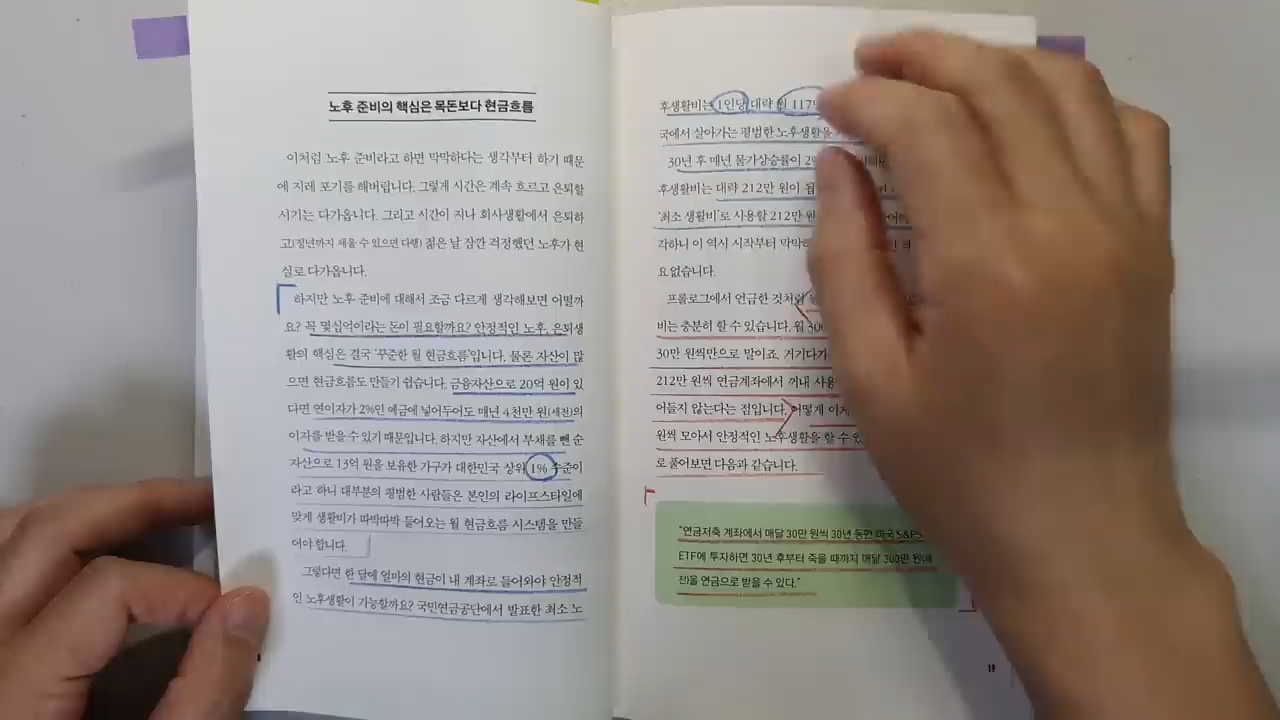 노후 준비의 핵심은 목돈보다 현금흐름
이처럼 노후 준비라고 하면 막막하다는 생각부터 하기 때문
에 지레 포기를 해버립니다. 그렇게 시간은 계속 흐르고 은퇴할
시기는 다가옵니다. 그리고 시간이 지나 회사생활에서 은퇴하
고(정년까지 채울 수 있으면 다행) 젊은 날 잠깐 걱정했던 노후가 현
실로 다가옵니다.
하지만 노후 준비에 대해서 조금 다르게 생각해보면 어떨까
요? 꼭 몇십억이라는 돈이 필요할까요? 안정적인 노후, 은퇴생
활의 핵심은 결국 '꾸준한 월 현금흐름'입니다. 물론 자산이 많
으면 현금흐름도 만들기 쉽습니다. 금융자산으로 20억 원이 있
다면 연이자가 2%인 예금에 넣어두어도 매년 4천만 원(세전)의
이자를 받을 수 있기 때문입니다. 하지만 자산에서 부채를 뺀 순
자산으로 13억 원을 보유한 가구가 대한민국 상위 1% 수준이
라고 하니 대부분의 평범한 사람들은 본인의 라이프스타일에
맞게 생활비가 따박따박 들어오는 월 현금흐름 시스템을 만들
어야 합니다.
그렇다면 한 달에 얼마의 현금이 내 계좌로 들어와야 안정적
인 노후생활이 가능할까요? 국민연금공단에서 발표한 최소 노
후생활비는 1인당 대략 월 117만
국에서 살아가는 평범한 노후생활을
30년 후 매년 물가상승률이 2%
후생활비는 대략 212만 원이
'최소 생활비'로 사용할 212만 원
각하니 이 역시 시작부터
요 없습니다.
프롤로그에서 언급한 것처럼
비는 충분히 할 수 있습니다. 월
30만 원씩만으로 말이죠. 거기다가
212만 원씩 연금계좌에서 꺼내
어들지 않는다는 점입니다. 어떻게
원씩 모아서 안정적인 노후생활을 할 수
로 풀어보면 다음과 같습니다.
"연금저축 계좌에서 매달 30만 원씩 30년 동안 미국 S&P5
ETF에 투자하면 30년 후부터 죽을 때까지 매달 300만 원(세
전)을 연금으로 받을 수 있다."
19